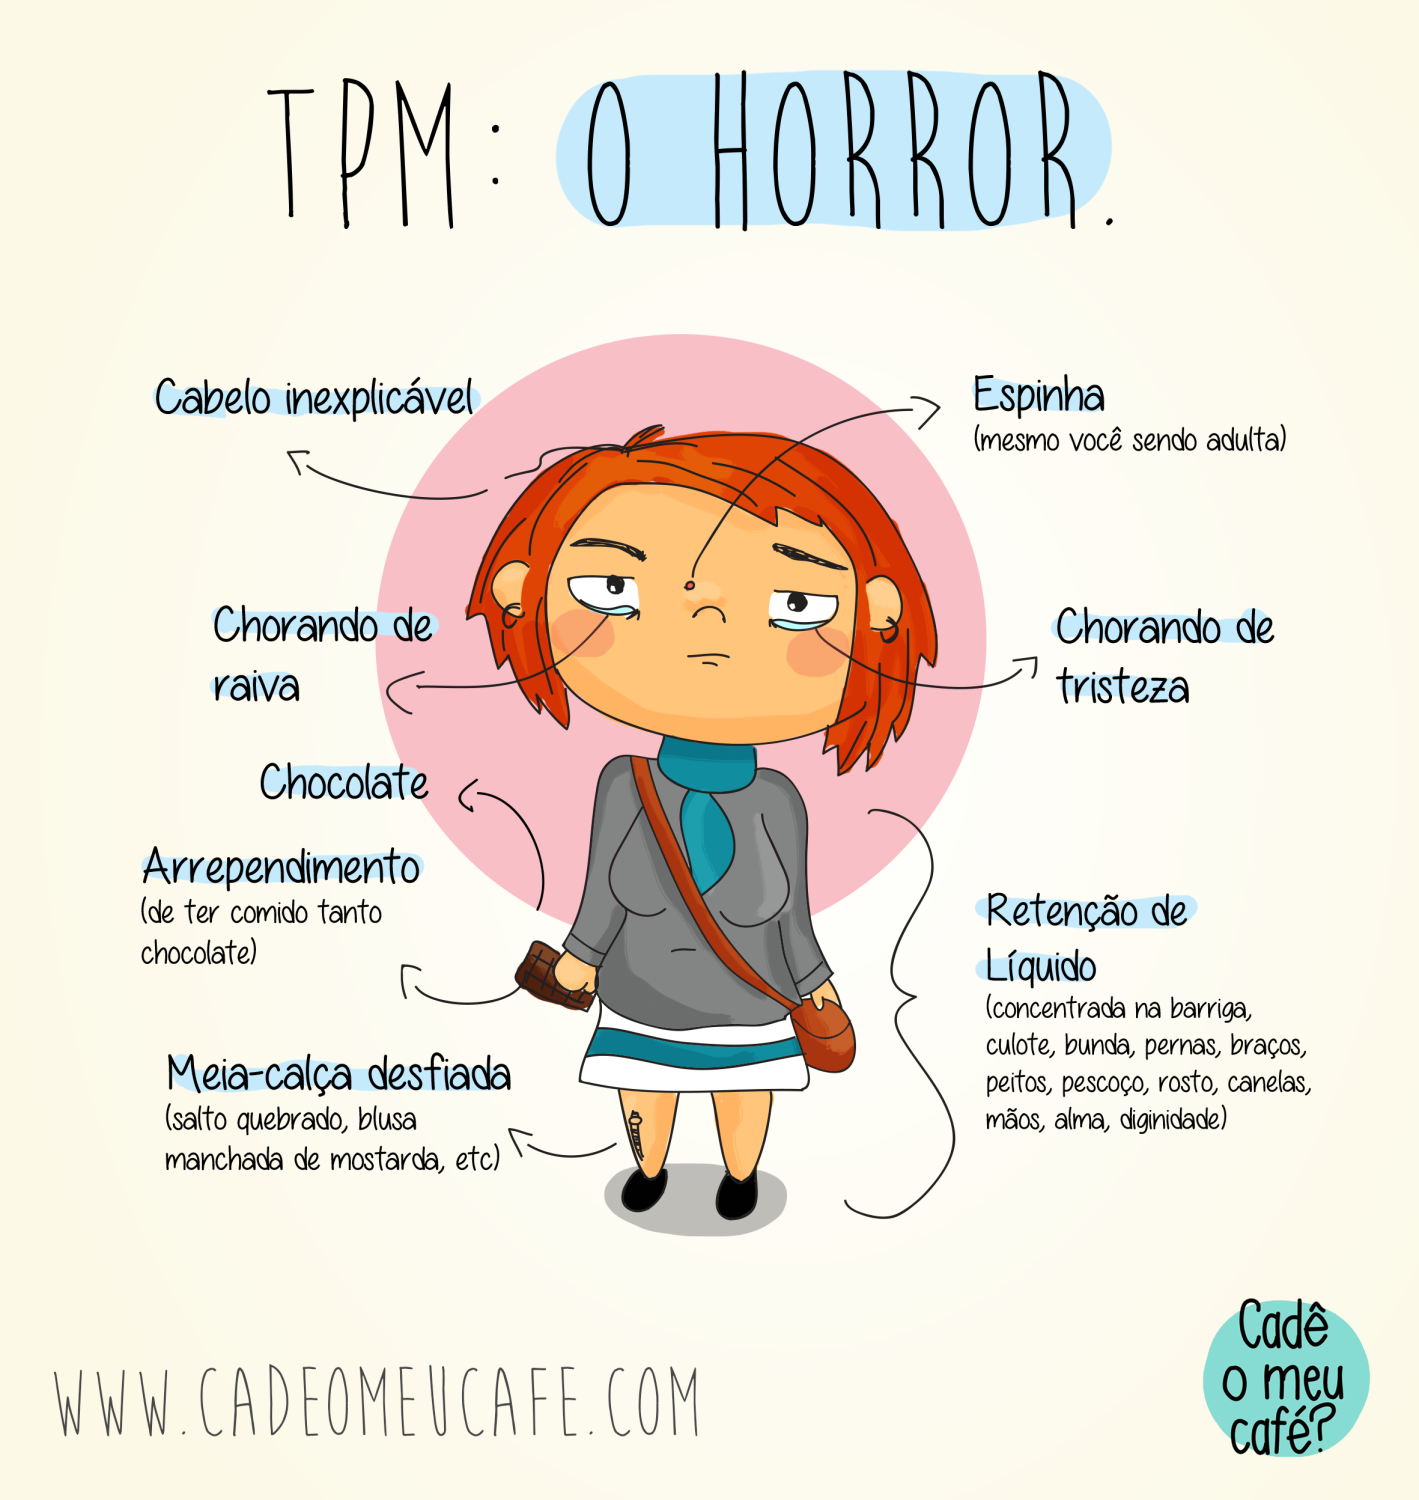 TPM: O HORROR.
Cabelo inexplicável
Espinha
(mesmo você sendo adulta)
Chorando de
raiva
Chorando de
tristeza
Chocolate
Arrependimento
(de ter comido tanto
chocolate)
Retenção de
Líquido
(concentrada na barriga,
culote, bunda, pernas, braços,
peitos, pescoço, rosto, canelas,
mãos, alma, diginidade)
Meia-calça desfiada
(salto quebrado, blusa
manchada de mostarda, etc)
Cadê
o meu
café?
WWW.CADEOMEUCAFE.COM